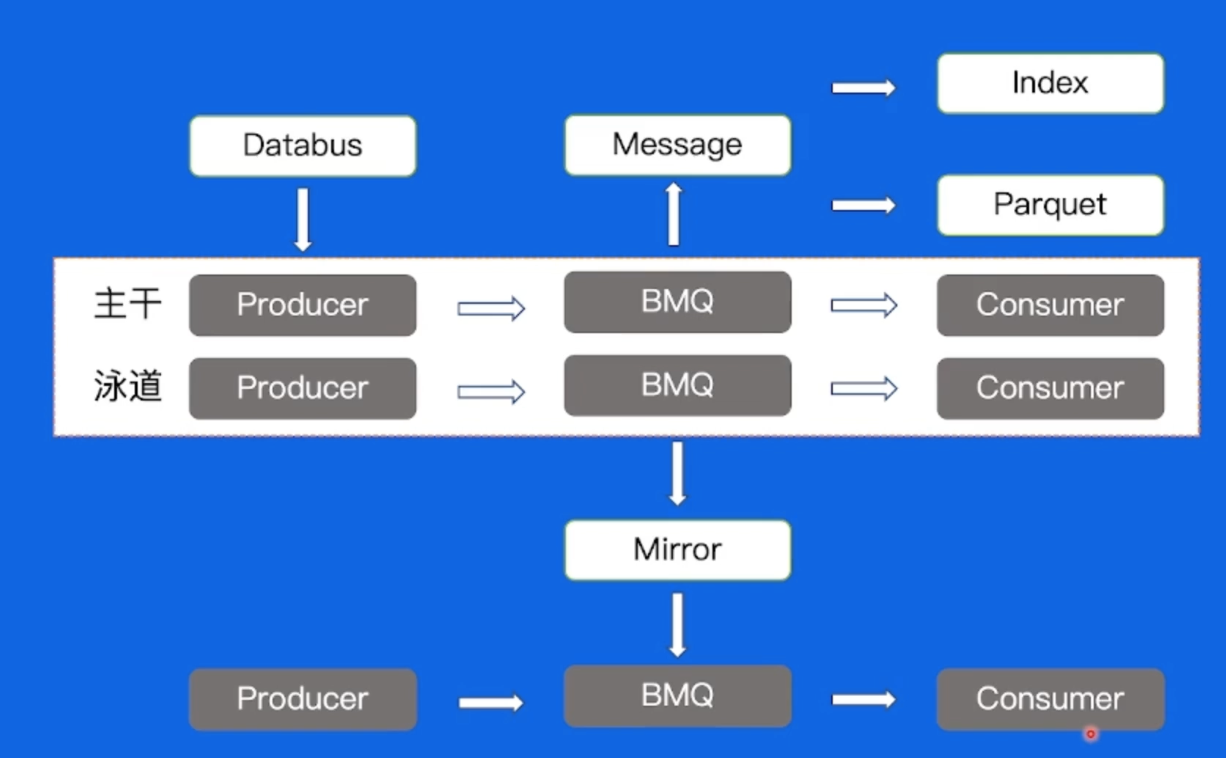 Index
Databus
Message
Parquet
主干 Producer BMQ Consumer
泳道 Producer BMQ Consumer
Mirror
Producer BMQ Consumer